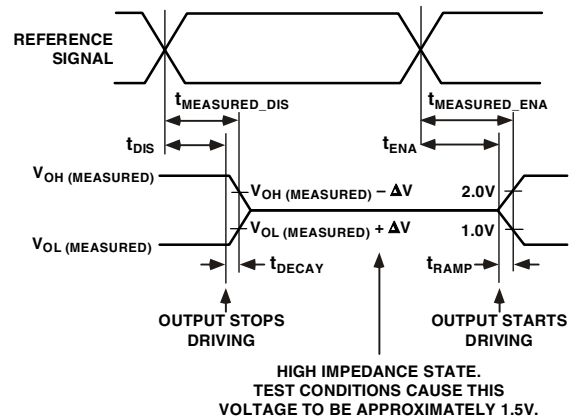 REFERENCE
SIGNAL
tMEASURED_DIS
tMEASURED_ENA
tDIS
tENA
VOH (MEASURED)
VOH (MEASURED) – ΔV
2.0V
VOL (MEASURED)
VOL (MEASURED) + ΔV
1.0V
tDECAY
tRAMP
OUTPUT STOPS
DRIVING
OUTPUT STARTS
DRIVING
HIGH IMPEDANCE STATE.
TEST CONDITIONS CAUSE THIS
VOLTAGE TO BE APPROXIMATELY 1.5V.